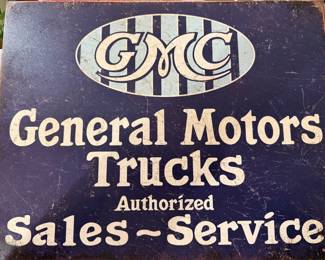 GMC
General Motors
Trucks
Authorized
Sales~Service